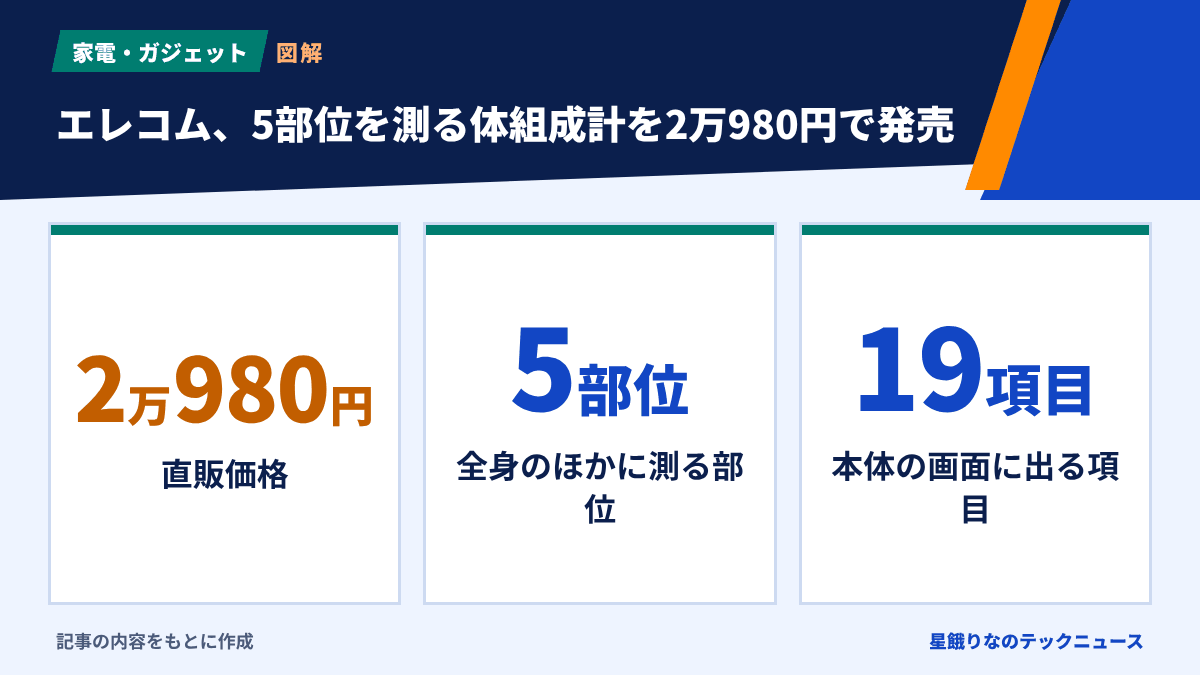 家電・ガジェット 図解
エレコム、5部位を測る体組成計を2万980円で発売
2万980円
直販価格
5部位
全身のほかに測る部
位
19項目
本体の画面に出る項
目
記事の内容をもとに作成
星餓りなのテックニュース